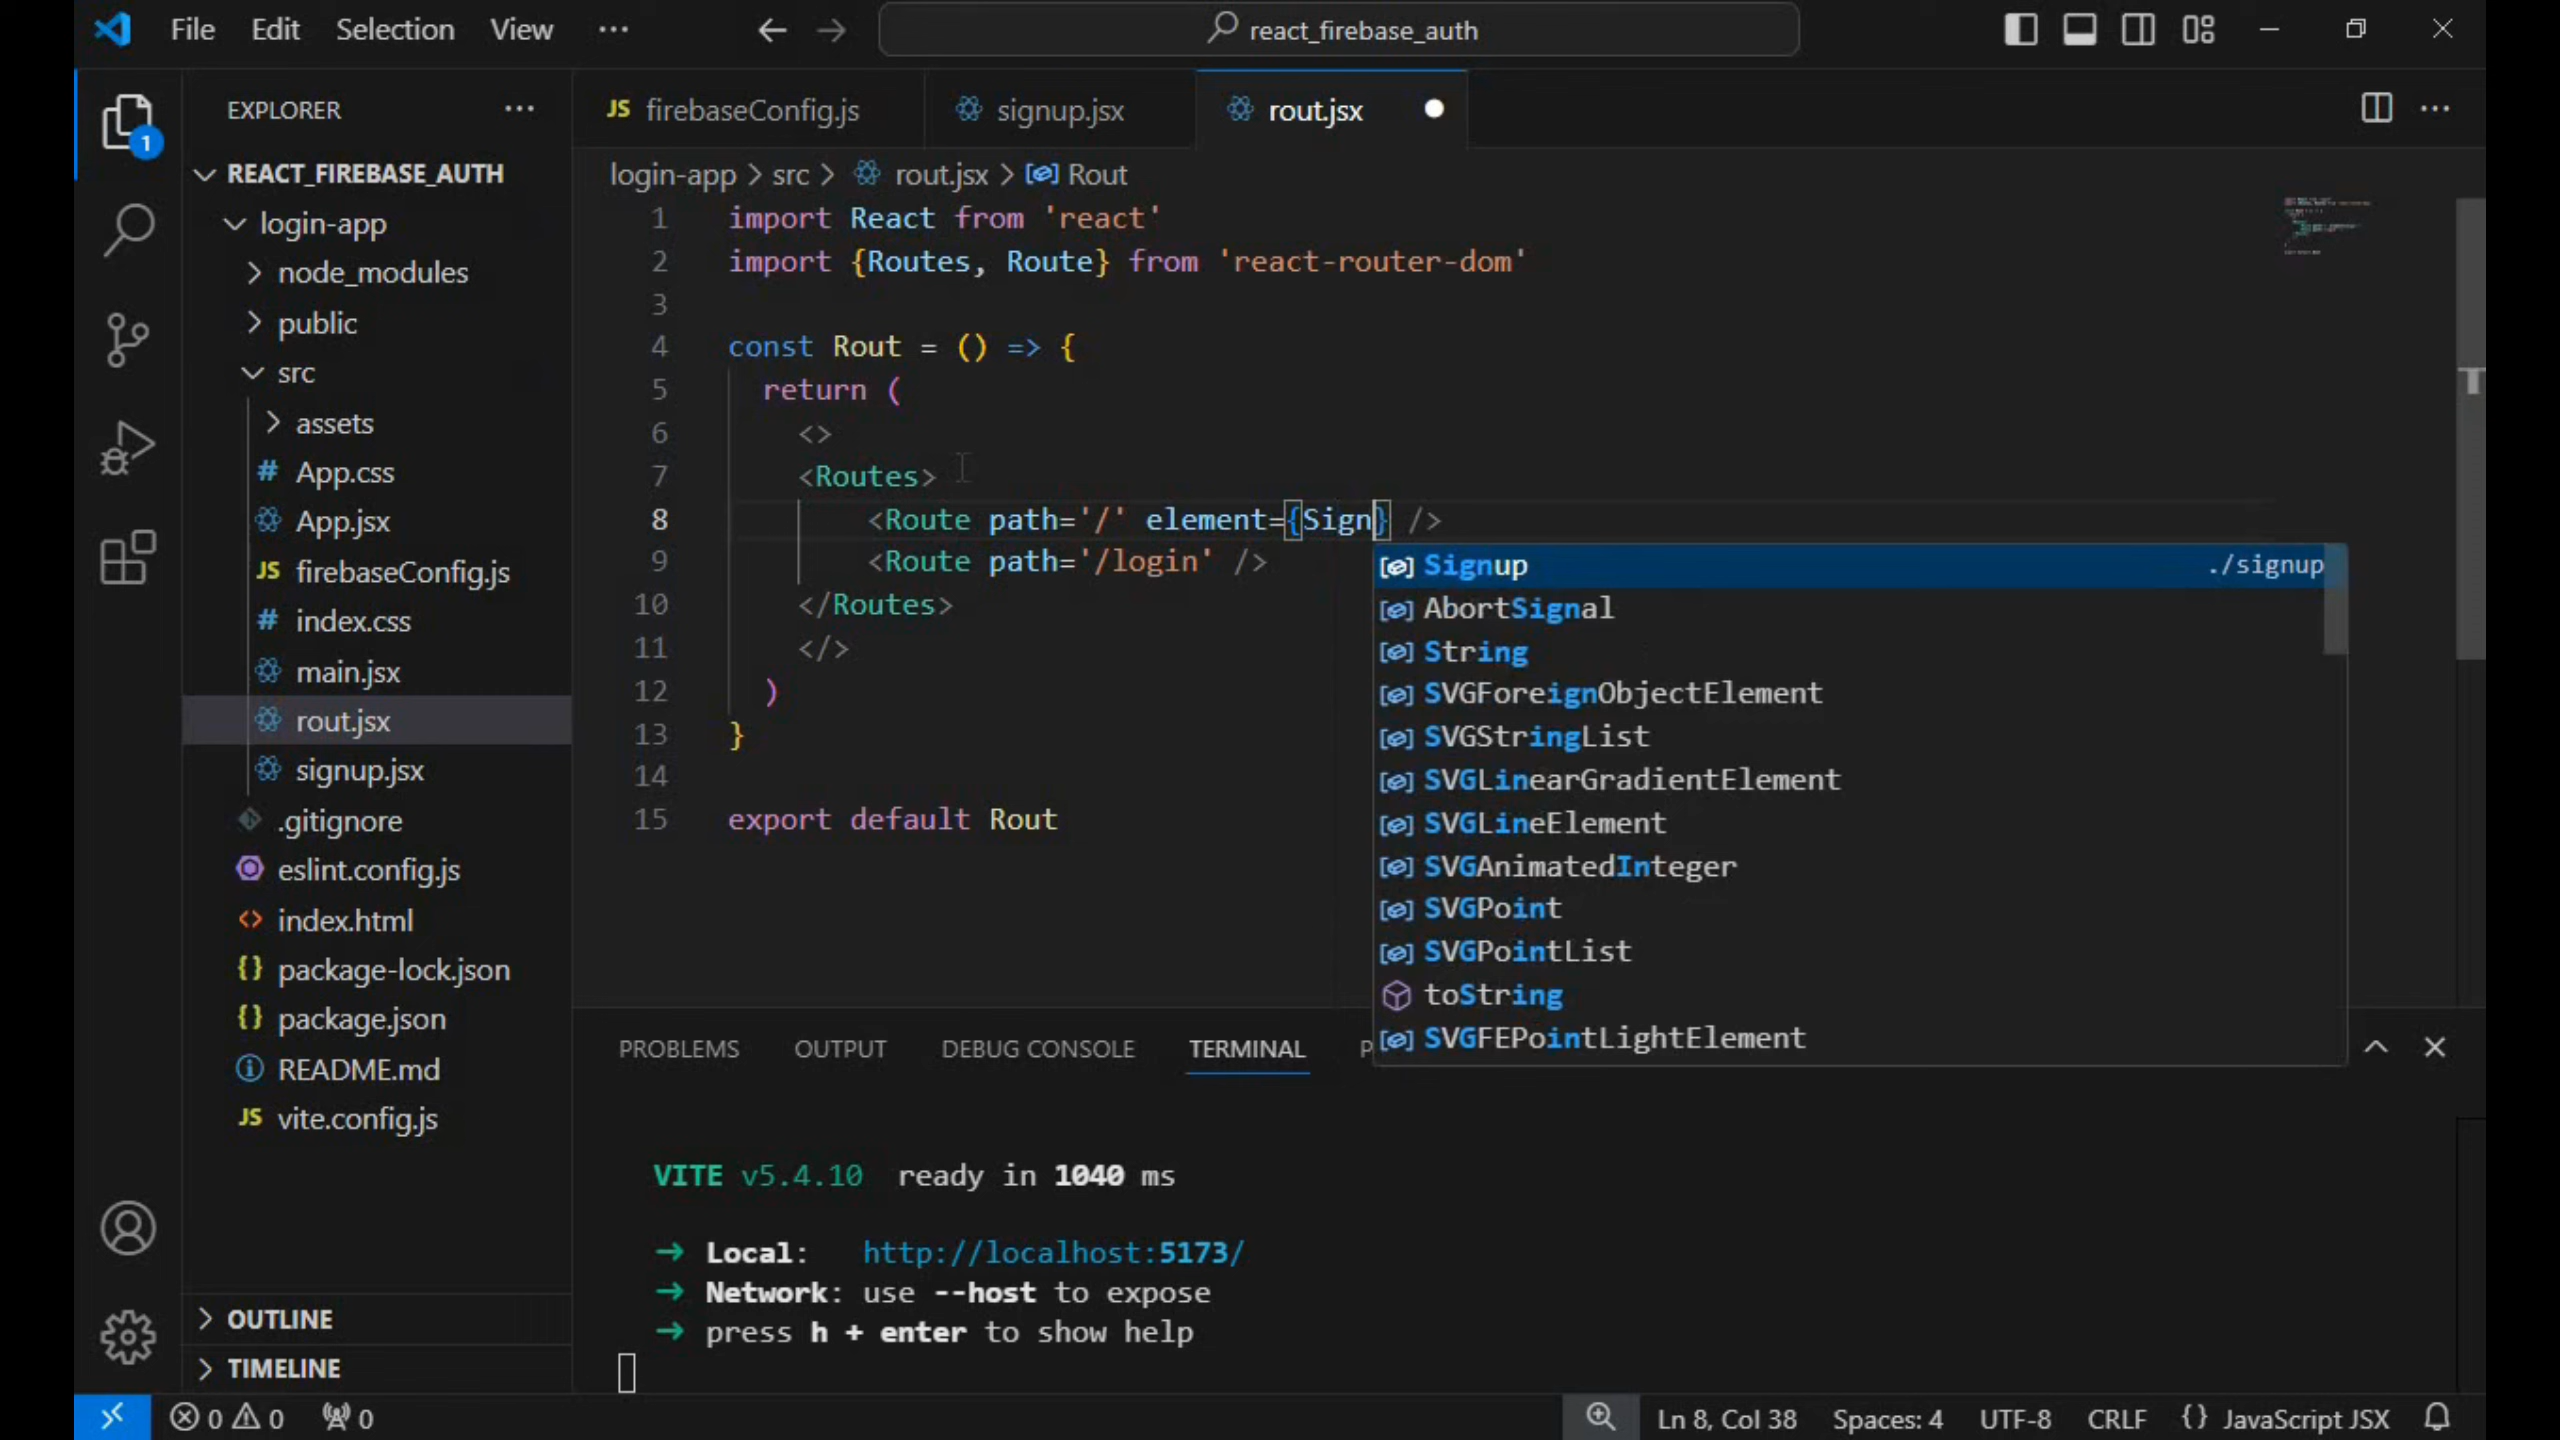 File Edit Selection View ··· react_firebase_auth
EXPLORER ···
REACT_FIREBASE_AUTH
login-app
node_modules
public
src
assets
# App.css
App.jsx
JS firebaseConfig.js
# index.css
main.jsx
rout.jsx
signup.jsx
.gitignore
eslint.config.js
<> index.html
{} package-lock.json
{} package.json
README.md
JS vite.config.js
OUTLINE
TIMELINE
1
JS firebaseConfig.js signup.jsx rout.jsx
login-app > src > rout.jsx > Rout
1 import React from 'react'
2 import {Routes, Route} from 'react-router-dom'
3
4 const Rout = () => {
5 return (
6 <>
7 <Routes>
8 <Route path='/' element={Sign} />
9 <Route path='/login' />
10 </Routes>
11 </>
12 )
13 }
14
15 export default Rout
Signup ./signup
AbortSignal
String
SVGForeignObjectElement
SVGStringList
SVGLinearGradientElement
SVGLineElement
SVGAnimatedInteger
SVGPoint
SVGPointList
toString
SVGFEPointLightElement
PROBLEMS OUTPUT DEBUG CONSOLE TERMINAL P
VITE v5.4.10 ready in 1040 ms
→ Local: http://localhost:5173/
→ Network: use --host to expose
→ press h + enter to show help
0 0 0 Ln 8, Col 38 Spaces: 4 UTF-8 CRLF {} JavaScript JSX